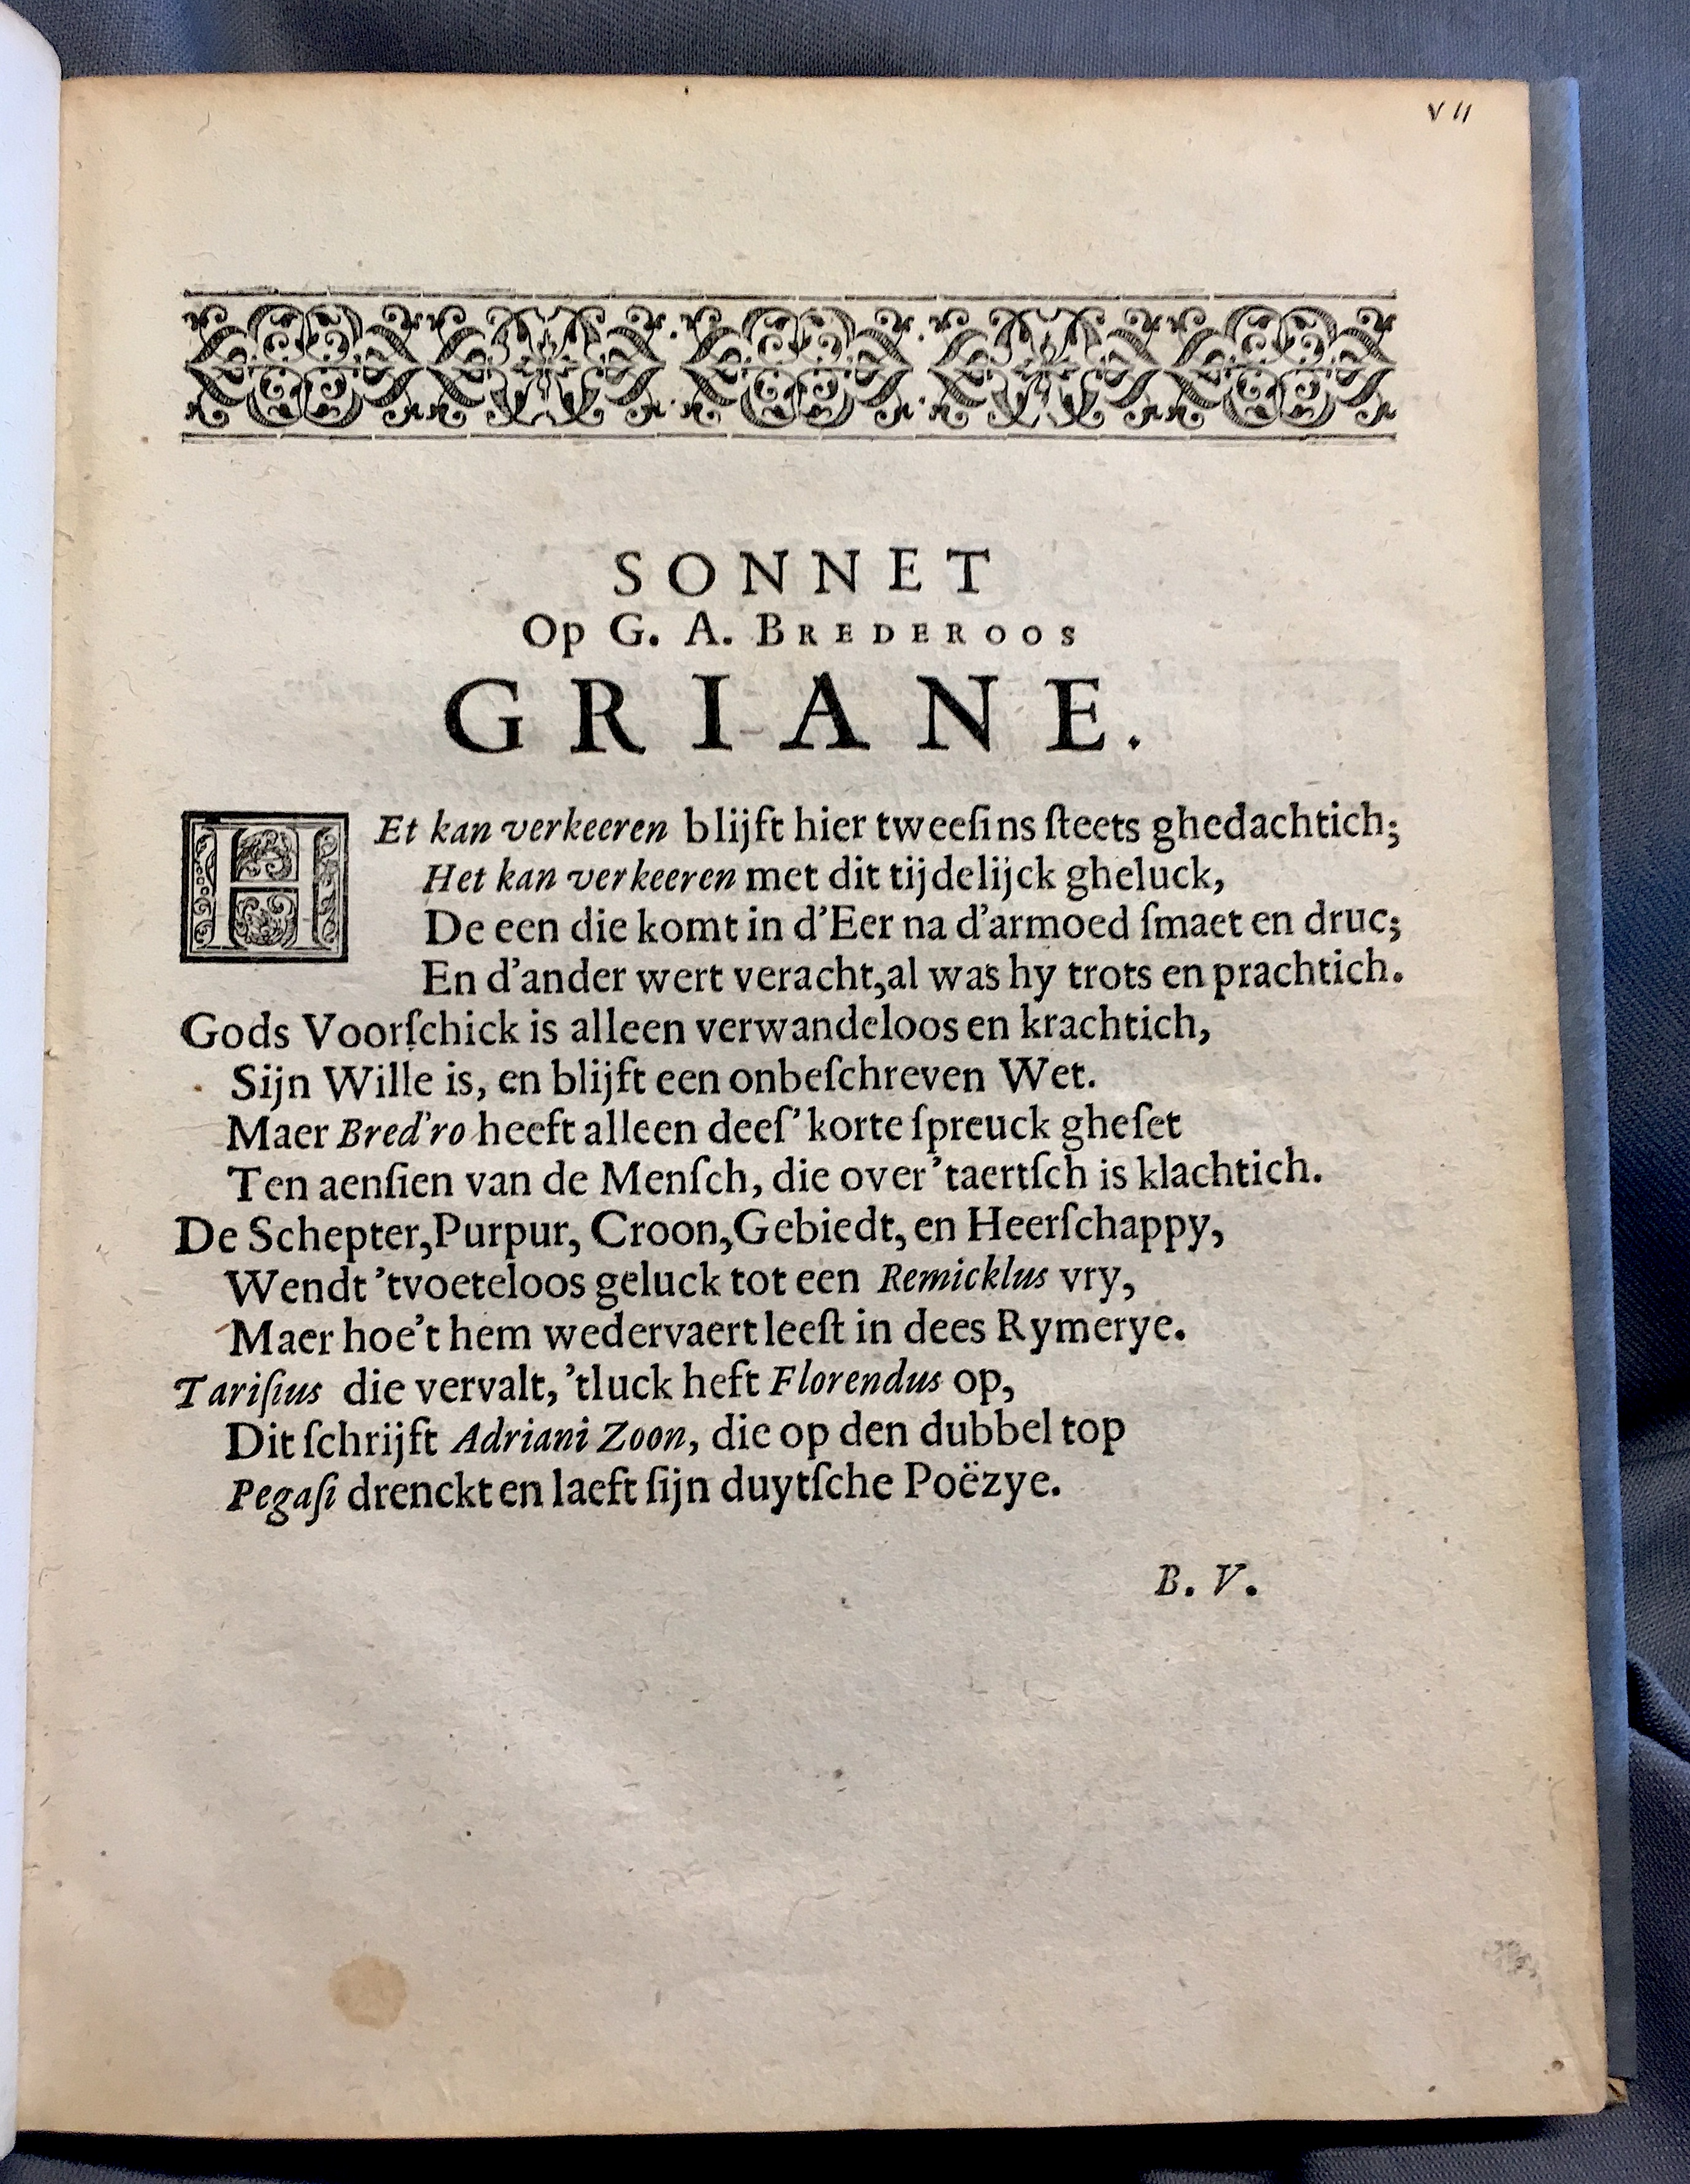 VII
SONNET
Op G. A. BREDEROOS
GRIANE.
HEt kan verkeeren blijft hier tweeſins ſteets ghedachtich;
Het kan verkeeren met dit tijdelijck gheluck,
De een die komt in d'Eer na d'armoed ſmaet en druc;
En d'ander wert veracht,al was hy trots en prachtich.
Gods Voorſchick is alleen verwandeloos en krachtich,
Sijn Wille is, en blijft een onbeſchreven Wet.
Maer Bred'ro heeft alleen deeſ' korte ſpreuck gheſet
Ten aenſien van de Menſch, die over 'taertſch is klachtich.
De Schepter,Purpur, Croon,Gebiedt, en Heerſchappy,
Wendt 'tvoeteloos geluck tot een Remicklus vry,
Maer hoe't hem wedervaert leeſt in dees Rymerye.
Tariſius die vervalt, 'tluck heft Florendus op,
Dit ſchrijft Adriani Zoon, die op den dubbel top
Pegaſi drenckt en laeft ſijn duytſche Poëzye.
B. V.